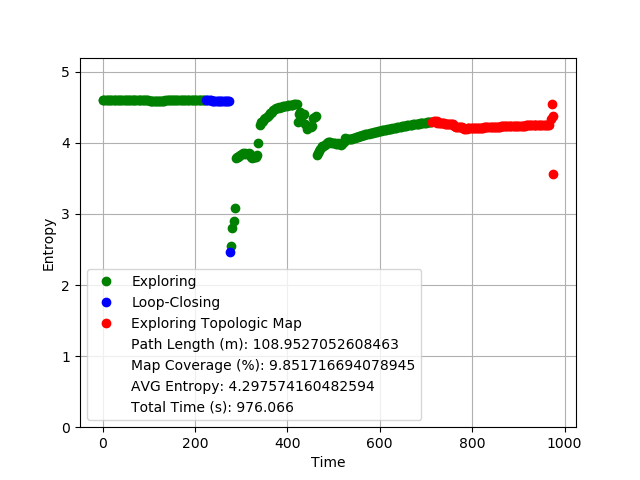 5
4
3
2
1
0
Entropy
Exploring
Loop-Closing
Exploring Topologic Map
Path Length (m): 108.9527052608463
Map Coverage (%): 9.851716694078945
AVG Entropy: 4.297574160482594
Total Time (s): 976.066
0 200 400 600 800 1000
Time